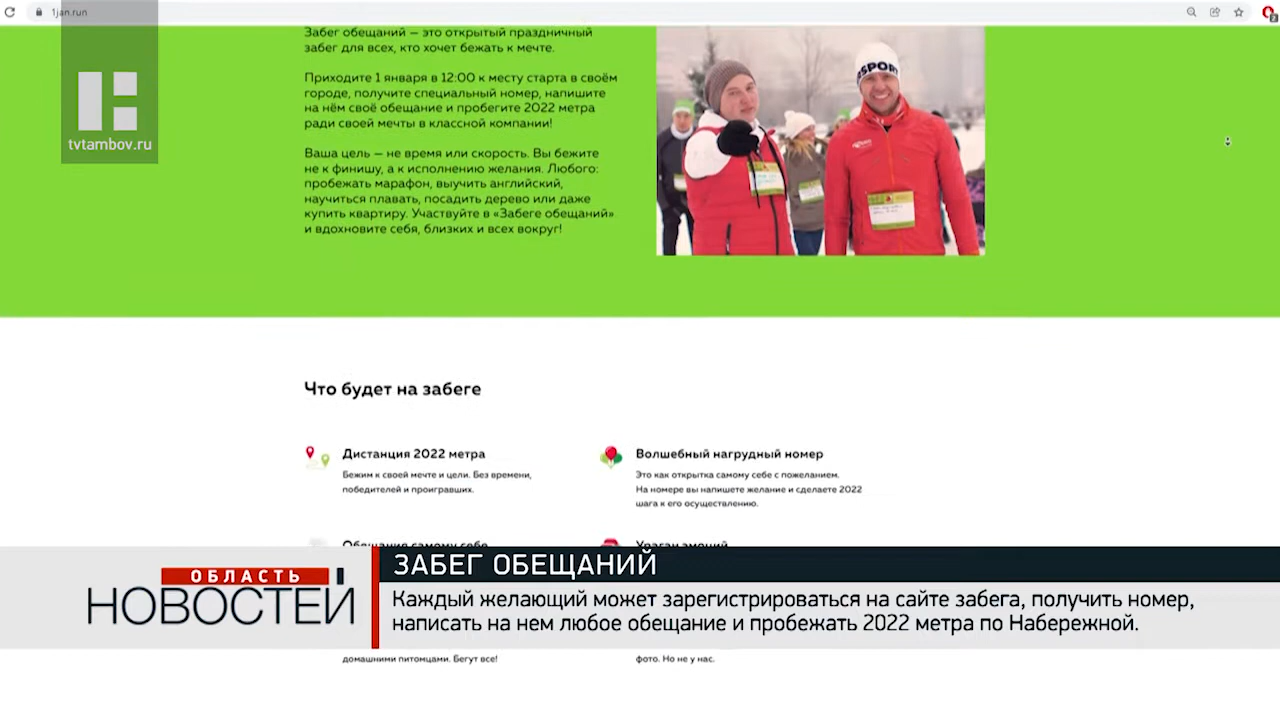 1jan.run
Забег обещаний — это открытый праздничный
забег для всех, кто хочет бежать к мечте.
Приходите 1 января в 12:00 к месту старта в своём
городе, получите специальный номер, напишите
на нём своё обещание и пробегите 2022 метра
ради своей мечты в классной компании!
Ваша цель — не время или скорость. Вы бежите
не к финишу, а к исполнению желания. Любого:
пробежать марафон, выучить английский,
научиться плавать, посадить дерево или даже
купить квартиру. Участвуйте в «Забеге обещаний»
и вдохновите себя, близких и всех вокруг!
tvtambov.ru
SPORT
Что будет на забеге
Дистанция 2022 метра
Бежим к своей мечте и цели. Без времени,
победителей и проигравших.
Волшебный нагрудный номер
Это как открытка самому себе с пожеланием.
На номере вы напишете желание и сделаете 2022
шага к его осуществлению.
Обещания самому себе
Ураган эмоций
ОБЛАСТЬ
НОВОСТЕЙ
ЗАБЕГ ОБЕЩАНИЙ
Каждый желающий может зарегистрироваться на сайте забега, получить номер,
написать на нем любое обещание и пробежать 2022 метра по Набережной.
домашними питомцами. Бегут все!
фото. Но не у нас.